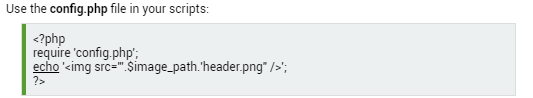 Use the config.php file in your scripts:
<?php
require 'config.php';
echo '<img src="'.$image_path.'header.png" />';
?>